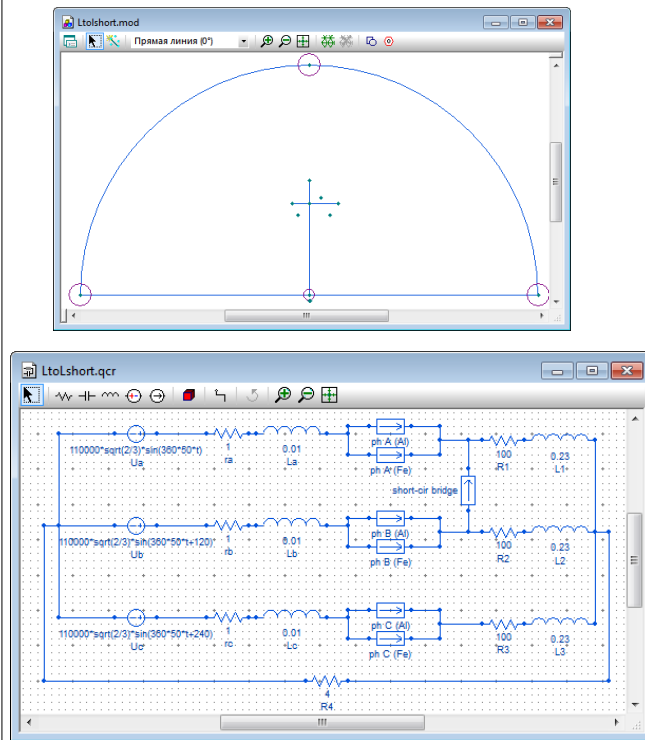 Ltolshort.mod
Прямая линия (0°)
LtoLshort.qcr
110000*sqrt(2/3)*sin(360*50*t)
Ua
1
ra
0.01
La
ph A (Al)
ph A (Fe)
100
R1
0.23
L1
short-cir bridge
110000*sqrt(2/3)*sin(360*50*t+120)
Ub
1
rb
0.01
Lb
ph B (Al)
ph B (Fe)
100
R2
0.23
L2
110000*sqrt(2/3)*sin(360*50*t+240)
Uc
1
rc
0.01
Lc
ph C (Al)
ph C (Fe)
100
R3
0.23
L3
4
R4